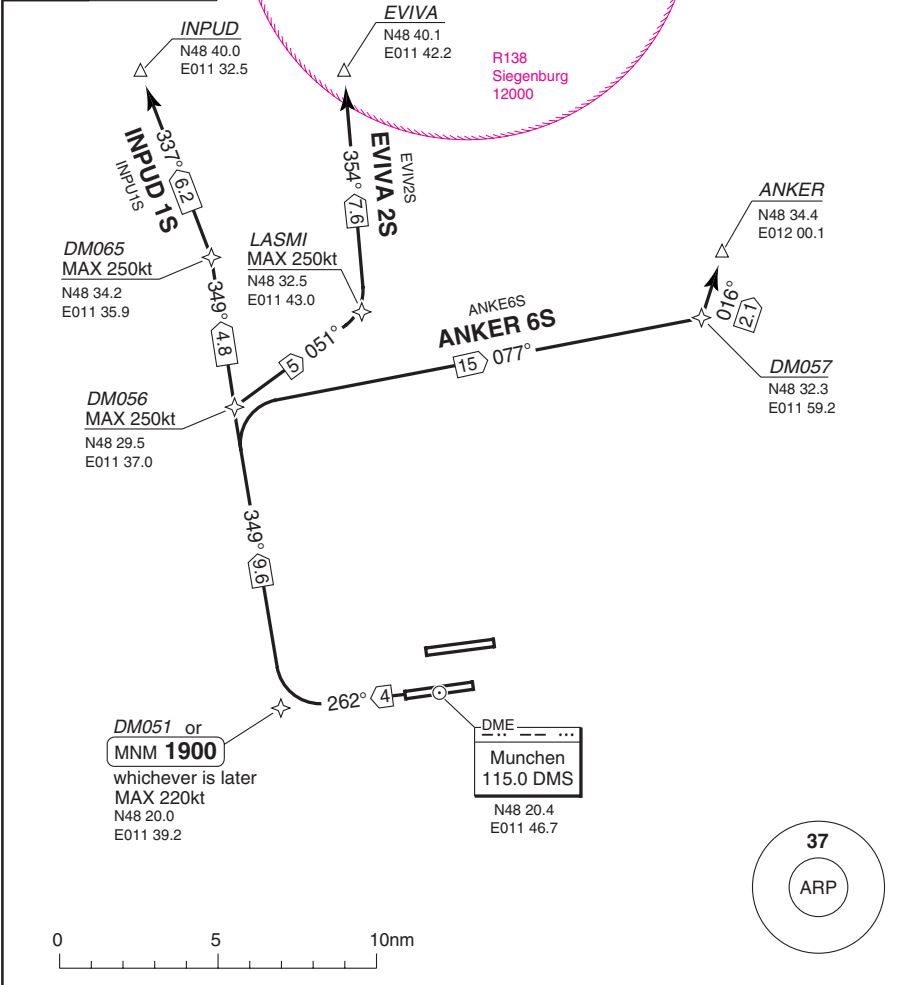 INPUD
N48 40.0
E011 32.5
EVIVA
N48 40.1
E011 42.2
R138
Siegenburg
12000
337° 6.2
INPUD 1S
INPU1S
354° 7.6
EVIVA 2S
EVIV2S
ANKER
N48 34.4
E012 00.1
DM065
MAX 250kt
N48 34.2
E011 35.9
LASMI
MAX 250kt
N48 32.5
E011 43.0
349° 4.8
5 051°
ANKE6S
ANKER 6S
15 077°
016°
2.1
DM057
N48 32.3
E011 59.2
DM056
MAX 250kt
N48 29.5
E011 37.0
349° 9.6
262° 4
DM051 or
MNM 1900
whichever is later
MAX 220kt
N48 20.0
E011 39.2
DME
Munchen
115.0 DMS
N48 20.4
E011 46.7
37
ARP
0 5 10nm